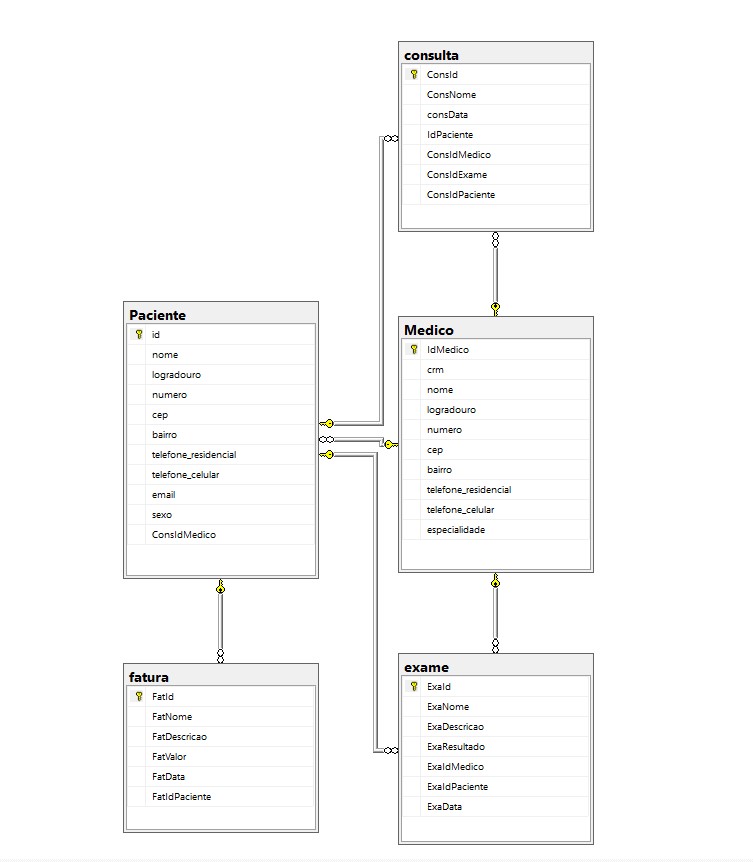 consulta
ConsId
ConsNome
consData
IdPaciente
ConsIdMedico
ConsIdExame
ConsIdPaciente
Paciente
id
nome
logradouro
numero
cep
bairro
telefone_residencial
telefone_celular
email
sexo
ConsIdMedico
Medico
IdMedico
crm
nome
logradouro
numero
cep
bairro
telefone_residencial
telefone_celular
especialidade
fatura
FatId
FatNome
FatDescricao
FatValor
FatData
FatIdPaciente
exame
ExaId
ExaNome
ExaDescricao
ExaResultado
ExaIdMedico
ExaIdPaciente
ExaData